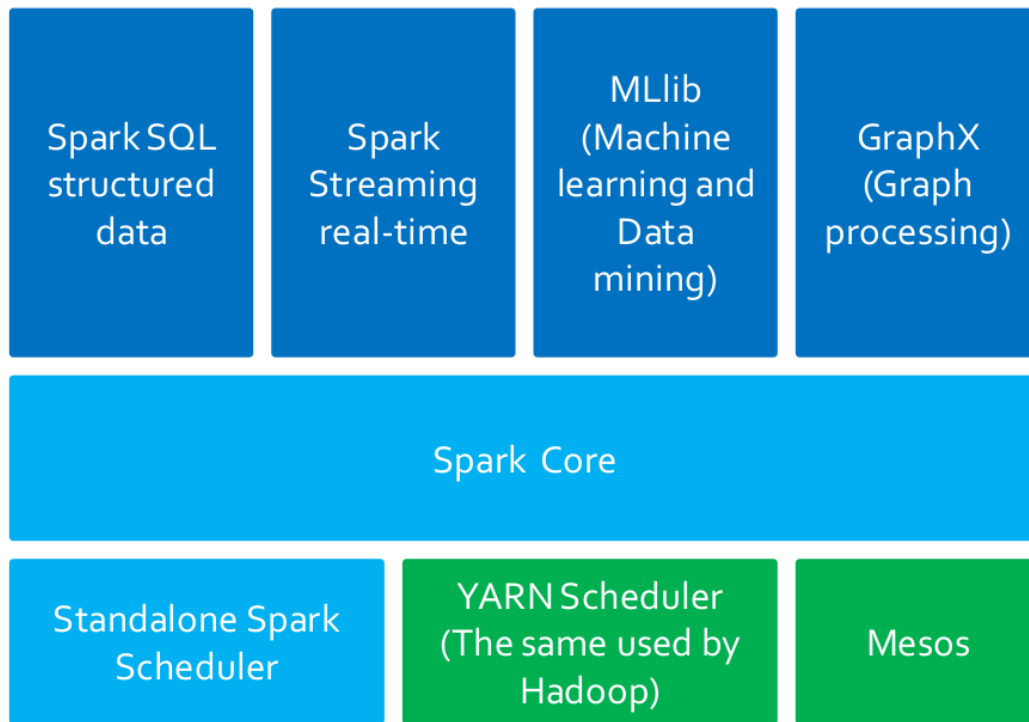 Spark SQL
structured
data
Spark
Streaming
real-time
MLlib
(Machine
learning and
Data
mining)
GraphX
(Graph
processing)
Spark Core
Standalone Spark
Scheduler
YARN Scheduler
(The same used by
Hadoop)
Mesos